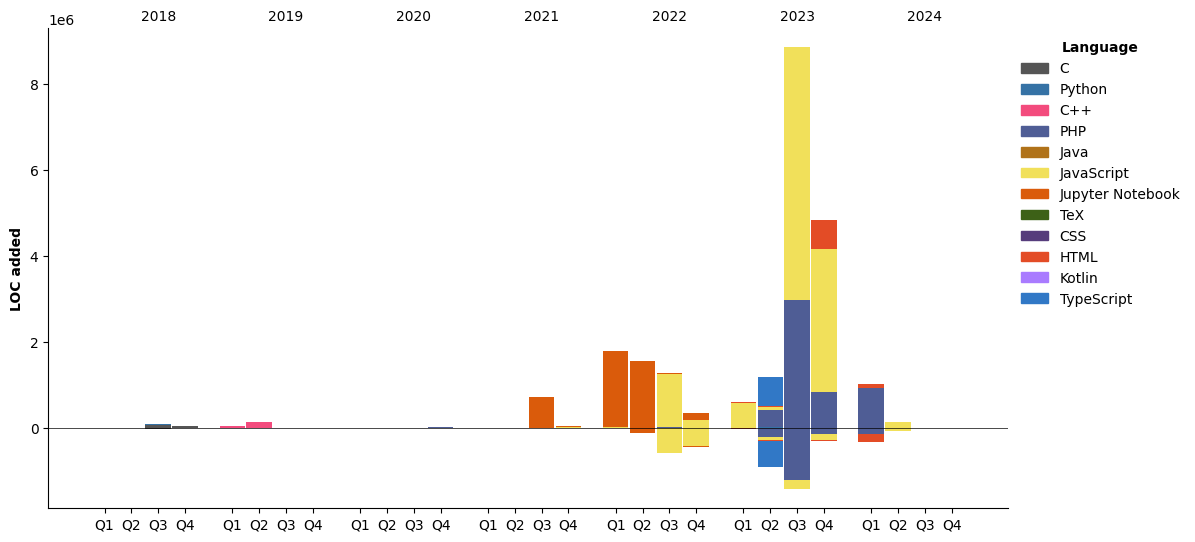 2018 2019 2020 2021 2022 2023 2024
1e6
8
6
4
2
0
LOC added
Q1 Q2 Q3 Q4 Q1 Q2 Q3 Q4 Q1 Q2 Q3 Q4 Q1 Q2 Q3 Q4 Q1 Q2 Q3 Q4 Q1 Q2 Q3 Q4 Q1 Q2 Q3 Q4
Language
C
Python
C++
PHP
Java
JavaScript
Jupyter Notebook
TeX
CSS
HTML
Kotlin
TypeScript